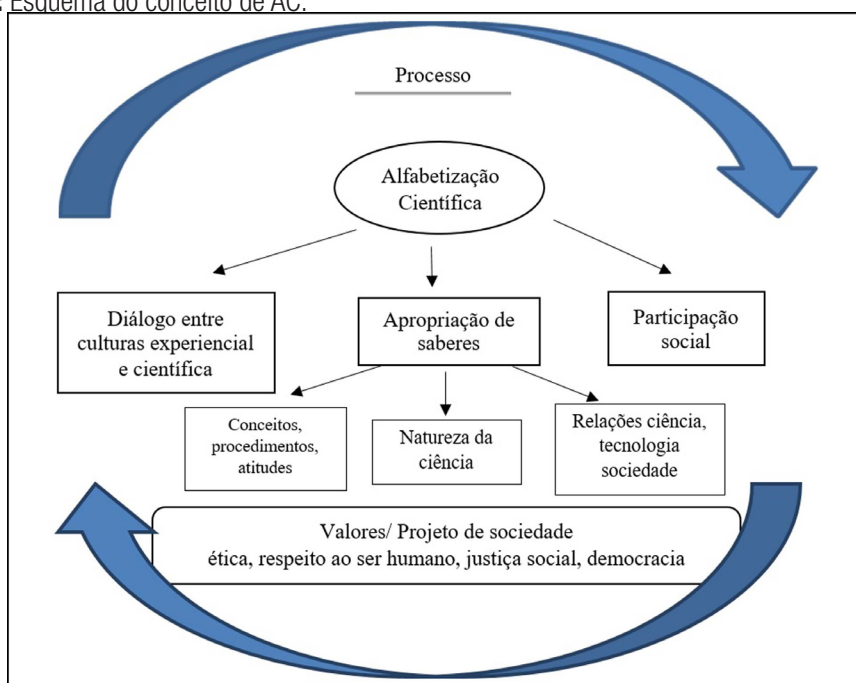 Esquema do conceito de AC.
Processo
Alfabetização
Científica
Diálogo entre
culturas experiencial
e científica
Apropriação de
saberes
Participação
social
Conceitos,
procedimentos,
atitudes
Natureza da
ciência
Relações ciência,
tecnologia
sociedade
Valores/ Projeto de sociedade
ética, respeito ao ser humano, justiça social, democracia